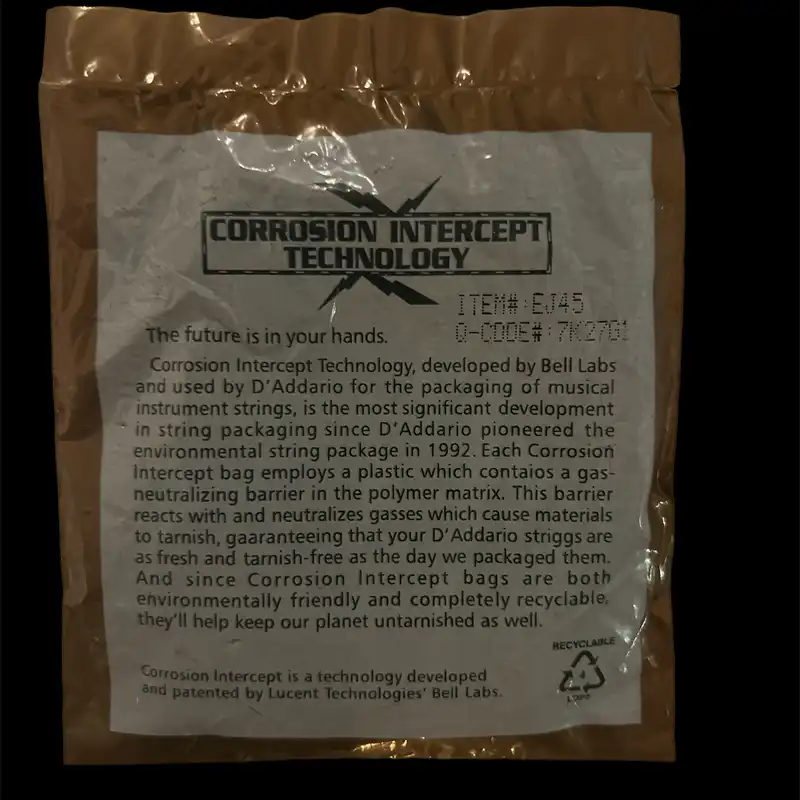 CORROSION INTERCEPT
TECHNOLOGY
ITEM#:EJ45
Q-CODE#:7K27G1
The future is in your hands.
Corrosion Intercept Technology, developed by Bell Labs
and used by D'Addario for the packaging of musical
instrument strings, is the most significant development
in string packaging since D'Addario pioneered the
environmental string package in 1992. Each Corrosion
Intercept bag employs a plastic which contaios a gas-
neutralizing barrier in the polymer matrix. This barrier
reacts with and neutralizes gasses which cause materials
to tarnish, gaaranteeing that your D'Addario striggs are
as fresh and tarnish-free as the day we packaged them.
And since Corrosion Intercept bags are both
environmentally friendly and completely recyclable,
they'll help keep our planet untarnished as well.
RECYCLABLE
4
LDPE
Corrosion Intercept is a technology developed
and patented by Lucent Technologies' Bell Labs.